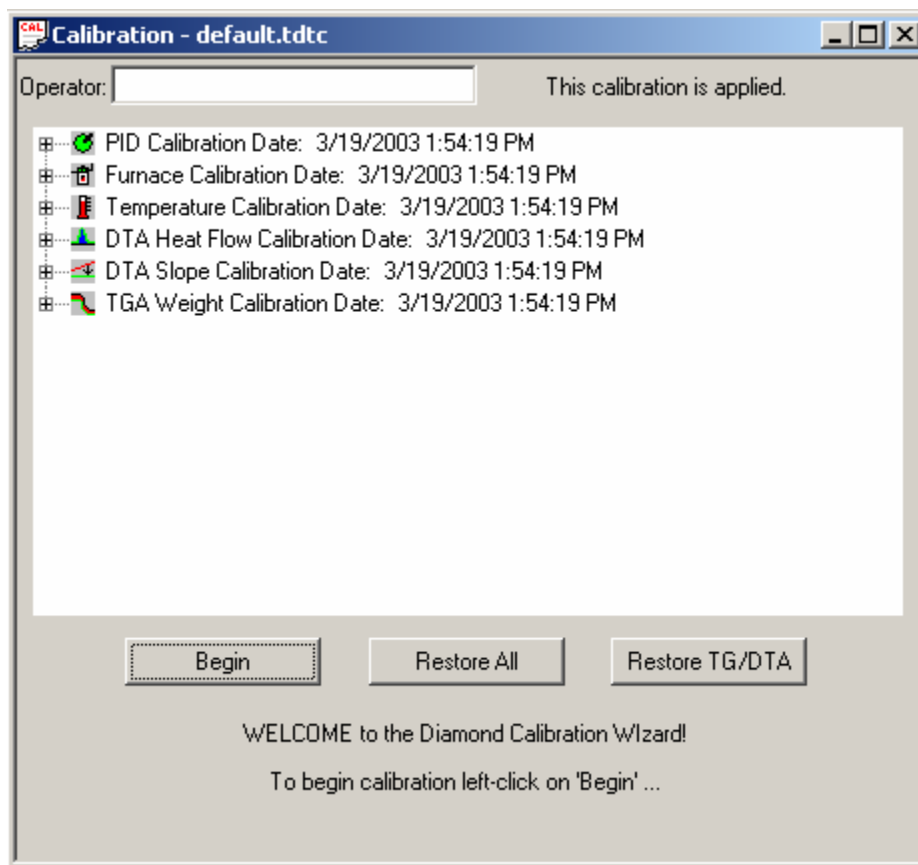 CAL
Calibration - default.tdtc
Operator:
This calibration is applied.
PID Calibration Date: 3/19/2003 1:54:19 PM
Furnace Calibration Date: 3/19/2003 1:54:19 PM
Temperature Calibration Date: 3/19/2003 1:54:19 PM
DTA Heat Flow Calibration Date: 3/19/2003 1:54:19 PM
DTA Slope Calibration Date: 3/19/2003 1:54:19 PM
TGA Weight Calibration Date: 3/19/2003 1:54:19 PM
Begin
Restore All
Restore TG/DTA
WELCOME to the Diamond Calibration WIzard!
To begin calibration left-click on 'Begin' ...